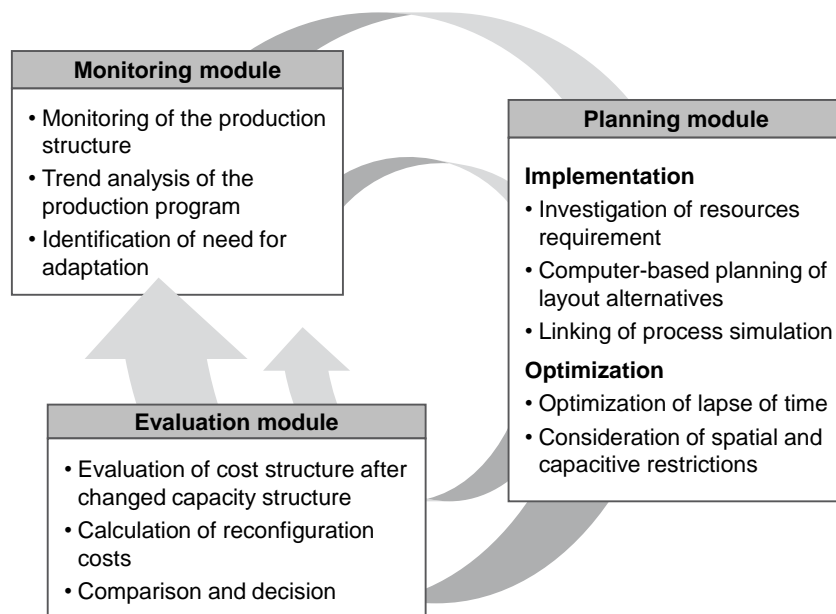 Monitoring module
• Monitoring of the production
structure
• Trend analysis of the
production program
• Identification of need for
adaptation
Planning module
Implementation
• Investigation of resources
requirement
• Computer-based planning of
layout alternatives
• Linking of process simulation
Optimization
• Optimization of lapse of time
• Consideration of spatial and
capacitive restrictions
Evaluation module
• Evaluation of cost structure after
changed capacity structure
• Calculation of reconfiguration
costs
• Comparison and decision